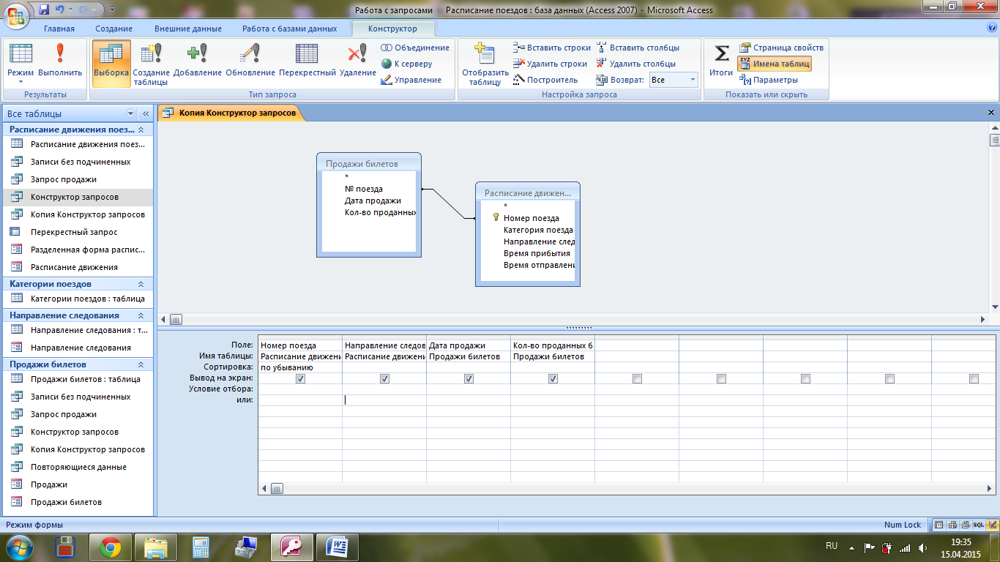 Работа с запросами Расписание поездов : база данных (Access 2007) - Microsoft Access
Главная Создание Внешние данные Работа с базами данных Конструктор
Режим Выполнить
Результаты
Выборка Создание таблицы Добавление Обновление Перекрестный Удаление
Объединение
К серверу
Управление
Тип запроса
Отобразить таблицу
Вставить строки
Удалить строки
Построитель
Вставить столбцы
Удалить столбцы
Возврат: Все
Настройка запроса
Итоги
Страница свойств
XYZ Имена таблиц
Параметры
Показать или скрыть
Все таблицы
Расписание движения поез...
Расписание движения поез...
Записи без подчиненных
Запрос продажи
Конструктор запросов
Копия Конструктор запросов
Перекрестный запрос
Разделенная форма распис...
Расписание движения
Категории поездов
Категории поездов : таблица
Направление следования
Направление следования : т...
Направление следования
Продажи билетов
Продажи билетов : таблица
Записи без подчиненных
Запрос продажи
Конструктор запросов
Копия Конструктор запросов
Повторяющиеся данные
Продажи
Продажи билетов
Копия Конструктор запросов
Продажи билетов
*
№ поезда
Дата продажи
Кол-во проданных
Расписание движен...
*
Номер поезда
Категория поезда
Направление след
Время прибытия
Время отправлени
Поле: Номер поезда Направление следов Дата продажи Кол-во проданных б
Имя таблицы: Расписание движени Расписание движени Продажи билетов Продажи билетов
Сортировка: по убыванию
Вывод на экран:
Условие отбора:
или:
Режим формы Num Lock SQL
RU 19:35
15.04.2015